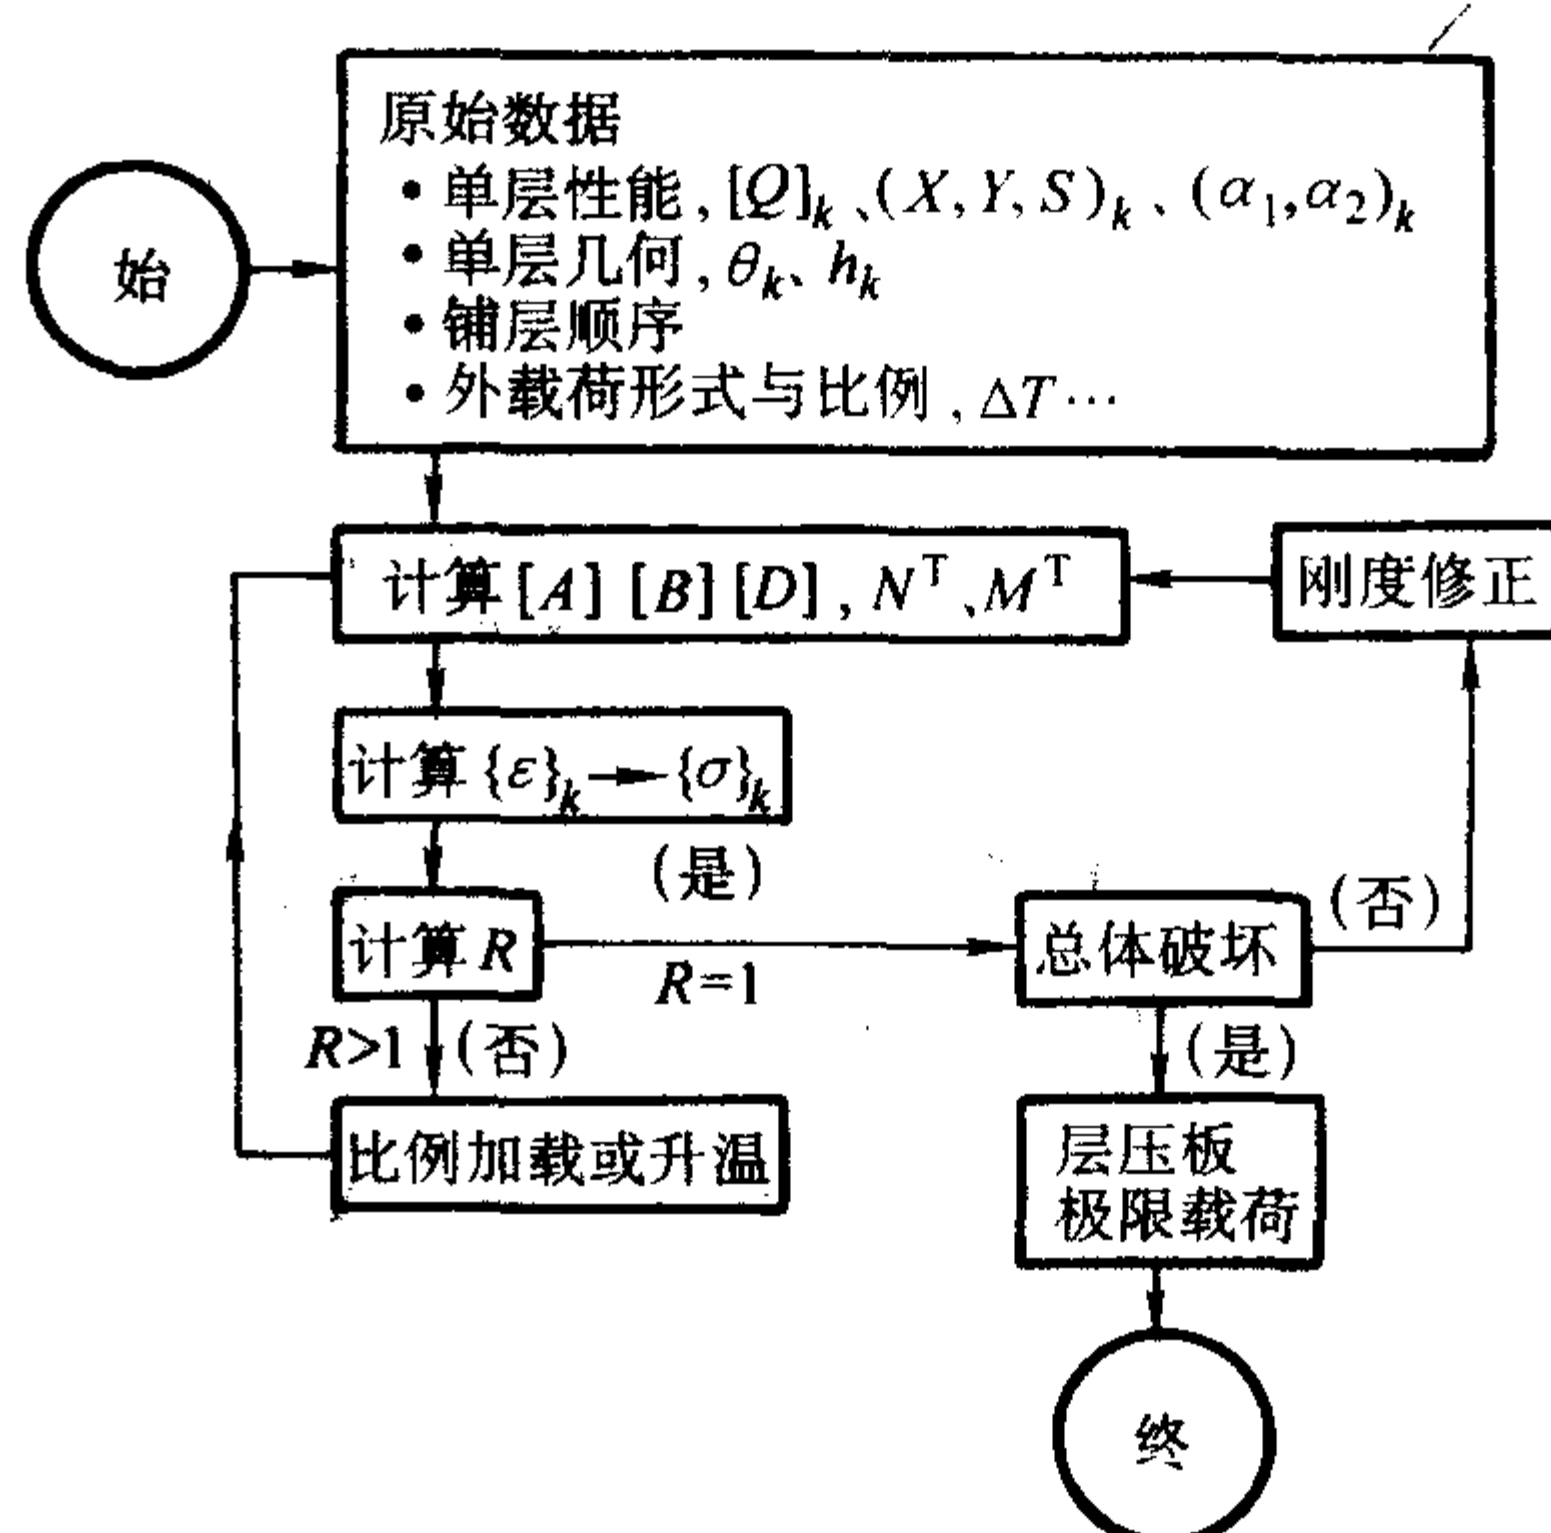 原始数据
• 单层性能, [Q]ₖ、(X, Y, S)ₖ、(α₁,α₂)ₖ
始
• 单层几何, θₖ、hₖ
• 铺层顺序
• 外载荷形式与比例, ΔT…
计算[A] [B] [D], Nᵀ、Mᵀ
刚度修正
计算{ε}ₖ→{σ}ₖ
(是)
(否)
计算R
总体破坏
R=1
R>1
(否)
(是)
比例加载或升温
层压板
极限载荷
终